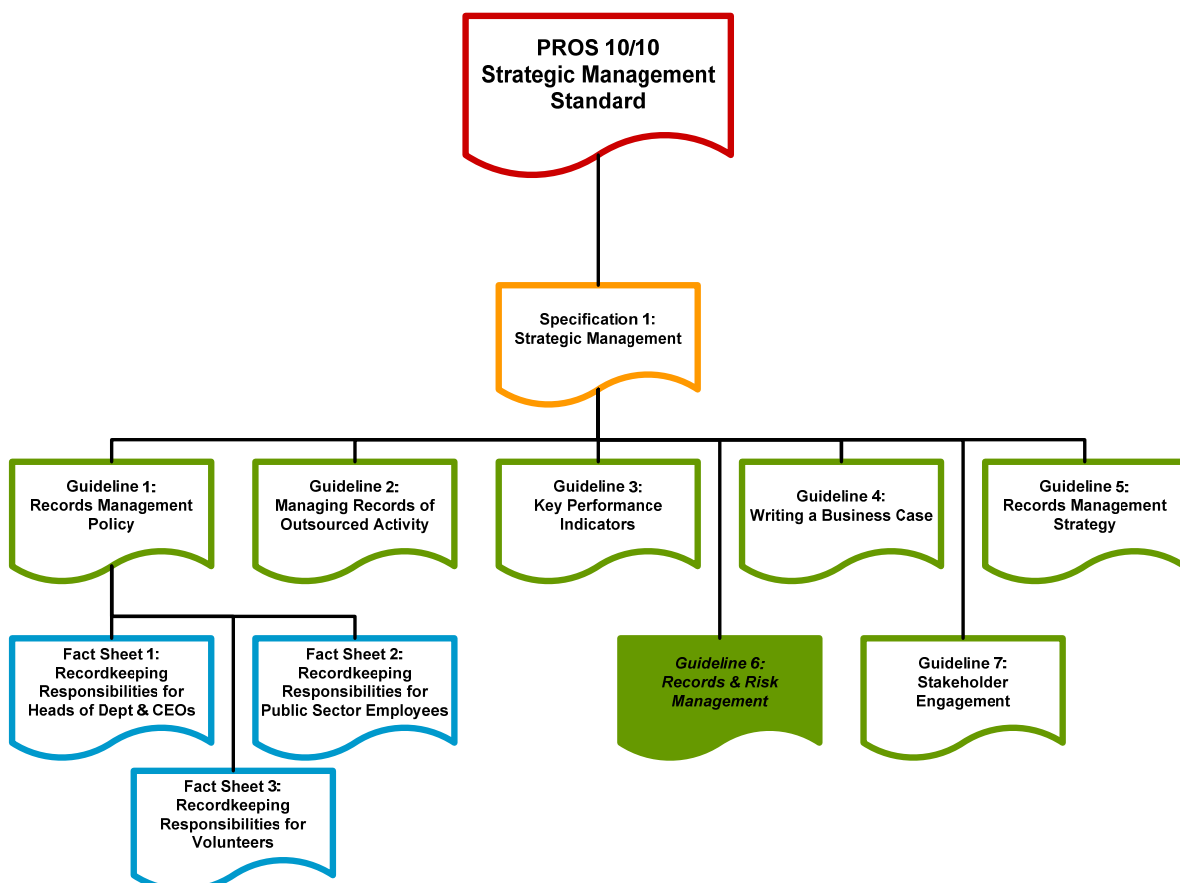 PROS 10/10
Strategic Management
Standard
Specification 1:
Strategic Management
Guideline 1:
Records Management
Policy
Guideline 2:
Managing Records of
Outsourced Activity
Guideline 3:
Key Performance
Indicators
Guideline 4:
Writing a Business Case
Guideline 5:
Records Management
Strategy
Fact Sheet 1:
Recordkeeping
Responsibilities for
Heads of Dept & CEOs
Fact Sheet 2:
Recordkeeping
Responsibilities for
Public Sector Employees
Guideline 6:
Records & Risk
Management
Guideline 7:
Stakeholder
Engagement
Fact Sheet 3:
Recordkeeping
Responsibilities for
Volunteers